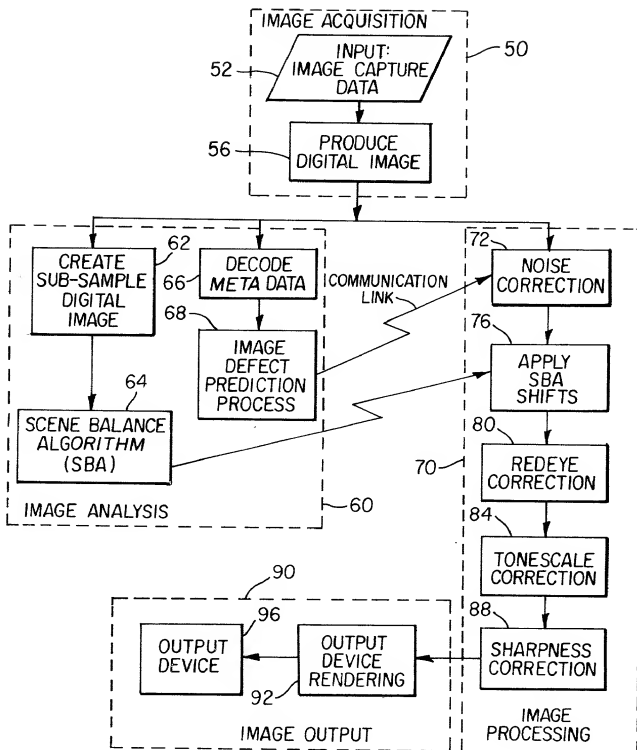 IMAGE ACQUISITION
50
52
INPUT:
IMAGE CAPTURE
DATA
56
PRODUCE
DIGITAL IMAGE
62
CREATE
SUB-SAMPLE
DIGITAL
IMAGE
66
DECODE
META DATA
68
IMAGE
DEFECT
PREDICTION
PROCESS
64
SCENE BALANCE
ALGORITHM
(SBA)
IMAGE ANALYSIS
60
COMMUNICATION
LINK
72
NOISE
CORRECTION
76
APPLY
SBA
SHIFTS
80
REDEYE
CORRECTION
70
84
TONESCALE
CORRECTION
88
SHARPNESS
CORRECTION
IMAGE
PROCESSING
90
96
OUTPUT
DEVICE
OUTPUT
DEVICE
RENDERING
92
IMAGE OUTPUT